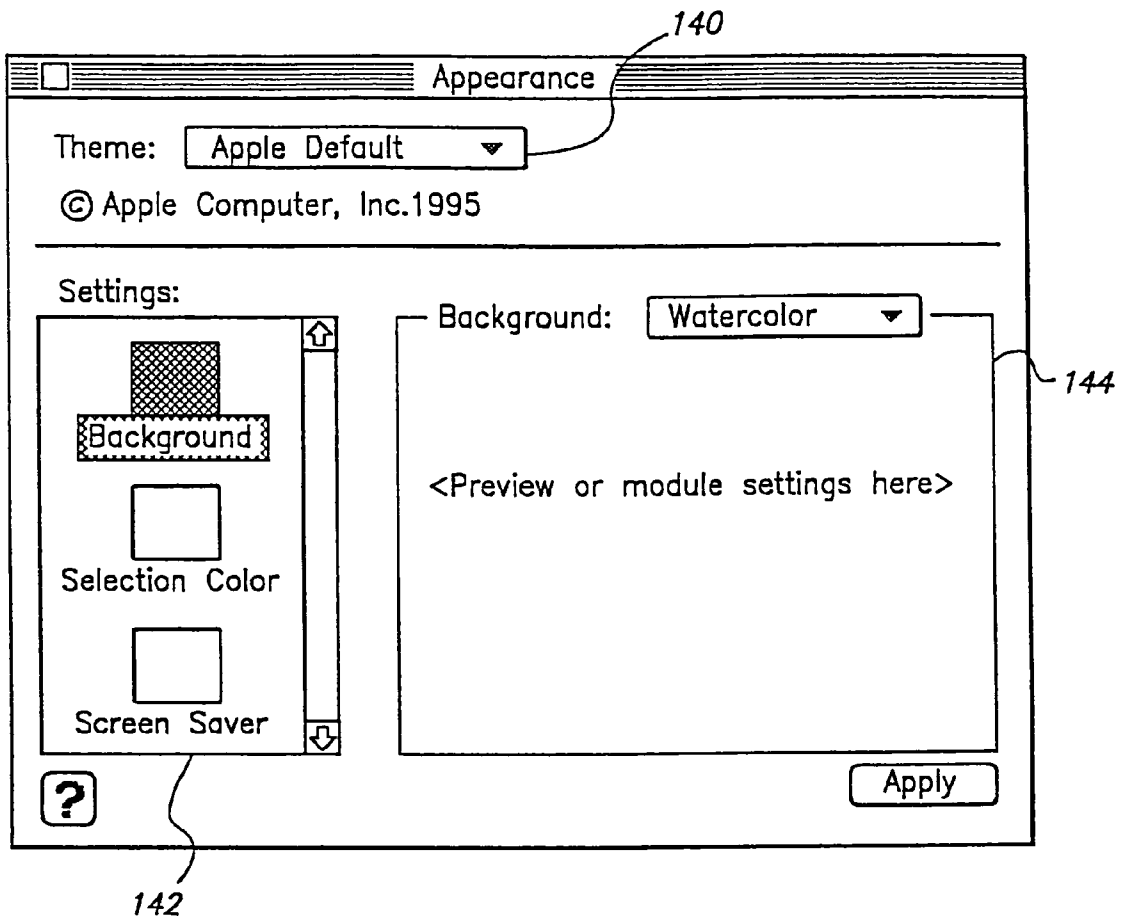 140
Appearance
Theme: Apple Default
© Apple Computer, Inc.1995
Settings:
Background
Selection Color
Screen Saver
Background: Watercolor
144
<Preview or module settings here>
?
Apply
142